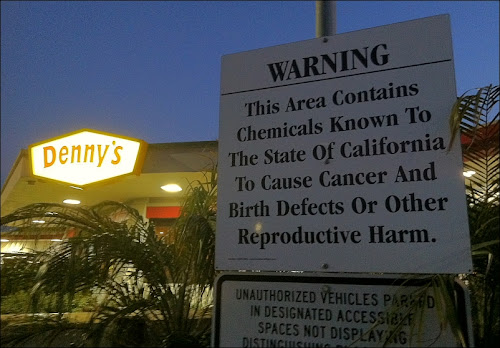 Denny's
WARNING
This Area Contains
Chemicals Known To
The State Of California
To Cause Cancer And
Birth Defects Or Other
Reproductive Harm.
UNAUTHORIZED VEHICLES PARKED
IN DESIGNATED ACCESSIBLE
SPACES NOT DISPLAYING
DISTINGUISHING